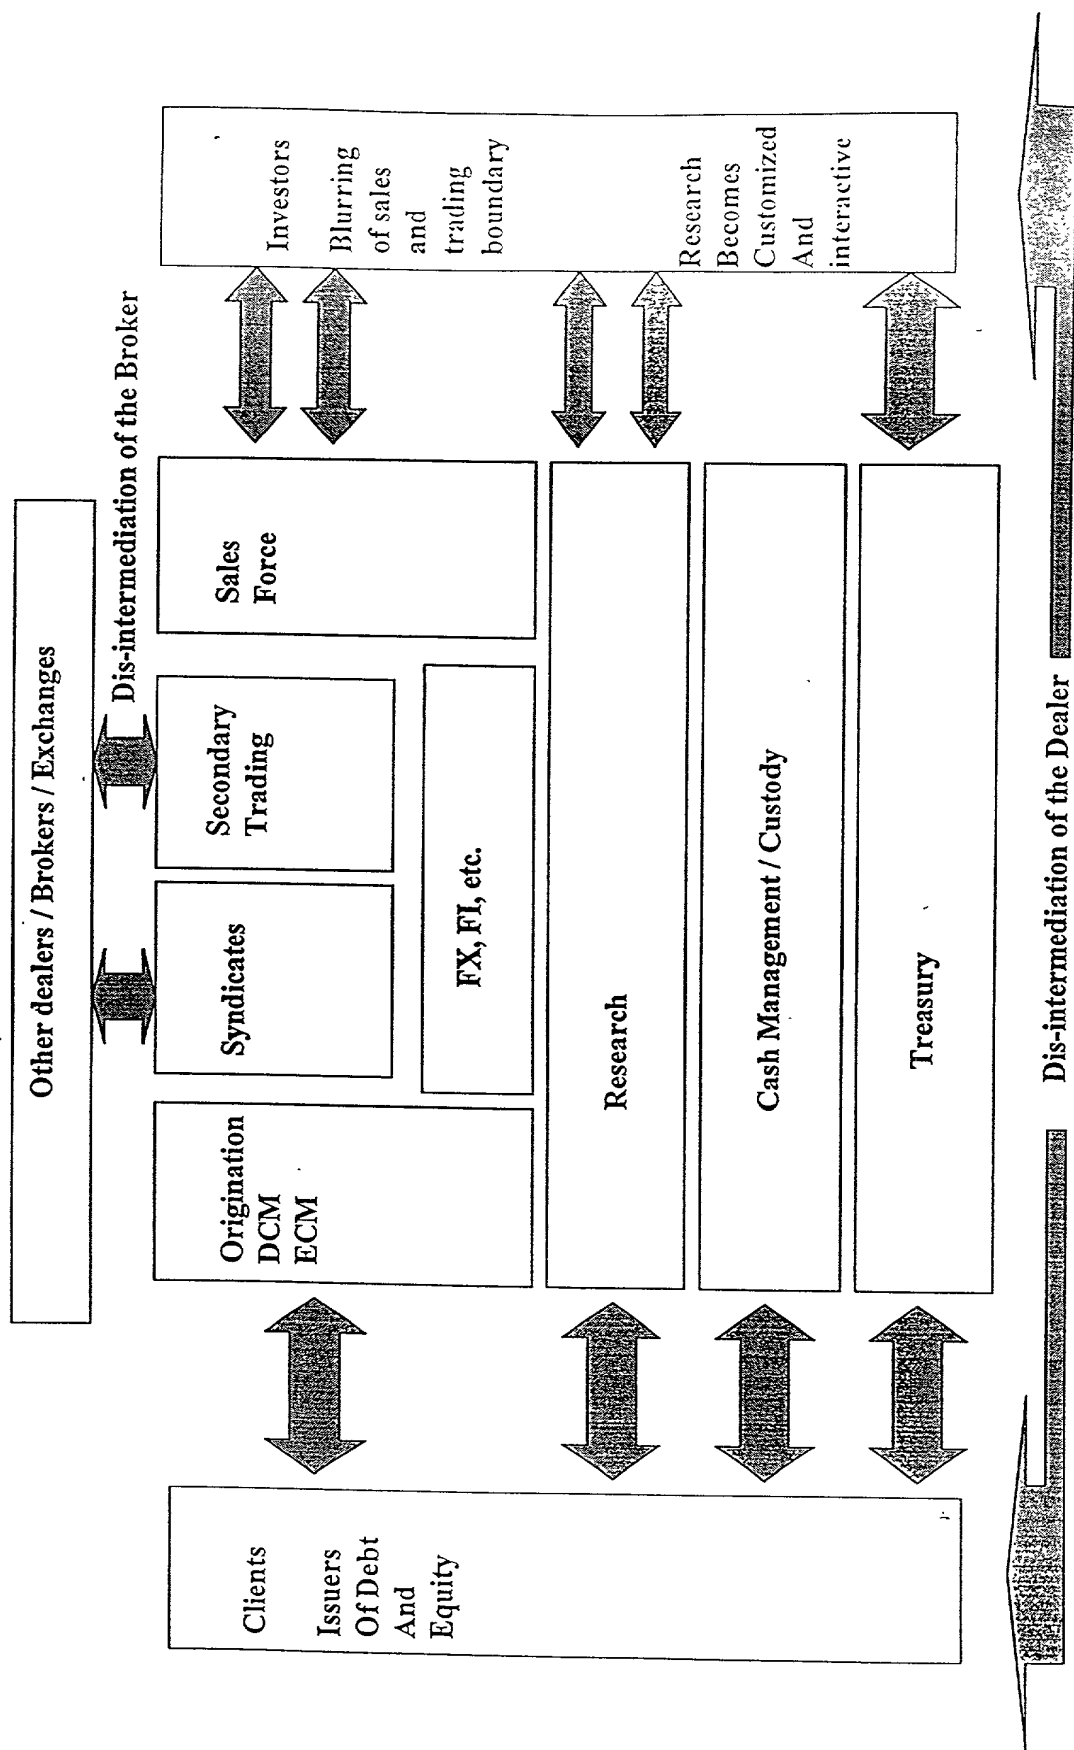 Other dealers / Brokers / Exchanges
Dis-intermediation of the Broker
Clients
Issuers
Of Debt
And
Equity
Origination
DCM
ECM
Syndicates
Secondary
Trading
Sales
Force
FX, FI, etc.
Research
Cash Management / Custody
Treasury
Investors
Blurring
of sales
and
trading
boundary
Research
Becomes
Customized
And
interactive
Dis-intermediation of the Dealer